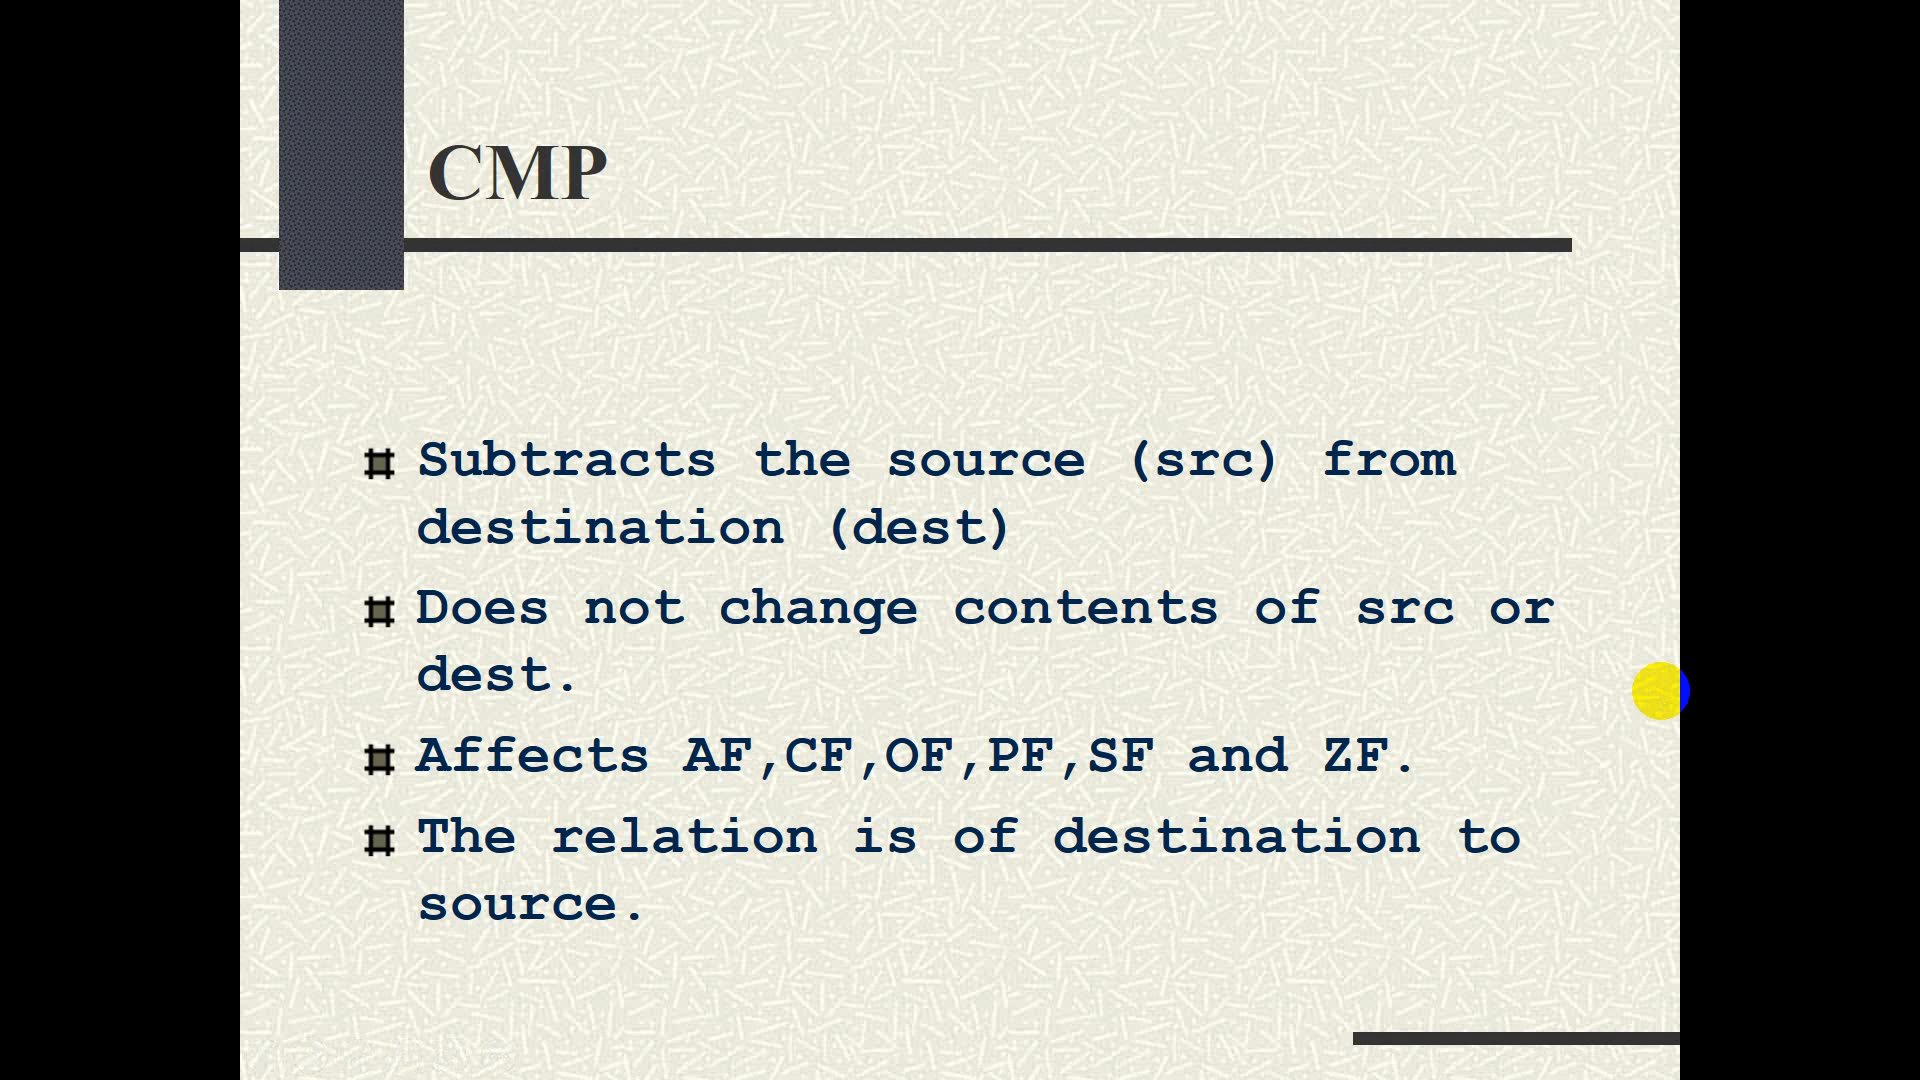 CMP
Subtracts the source (src) from
destination (dest)
Does not change contents of src or
dest.
Affects AF,CF,OF,PF,SF and ZF.
The relation is of destination to
source.